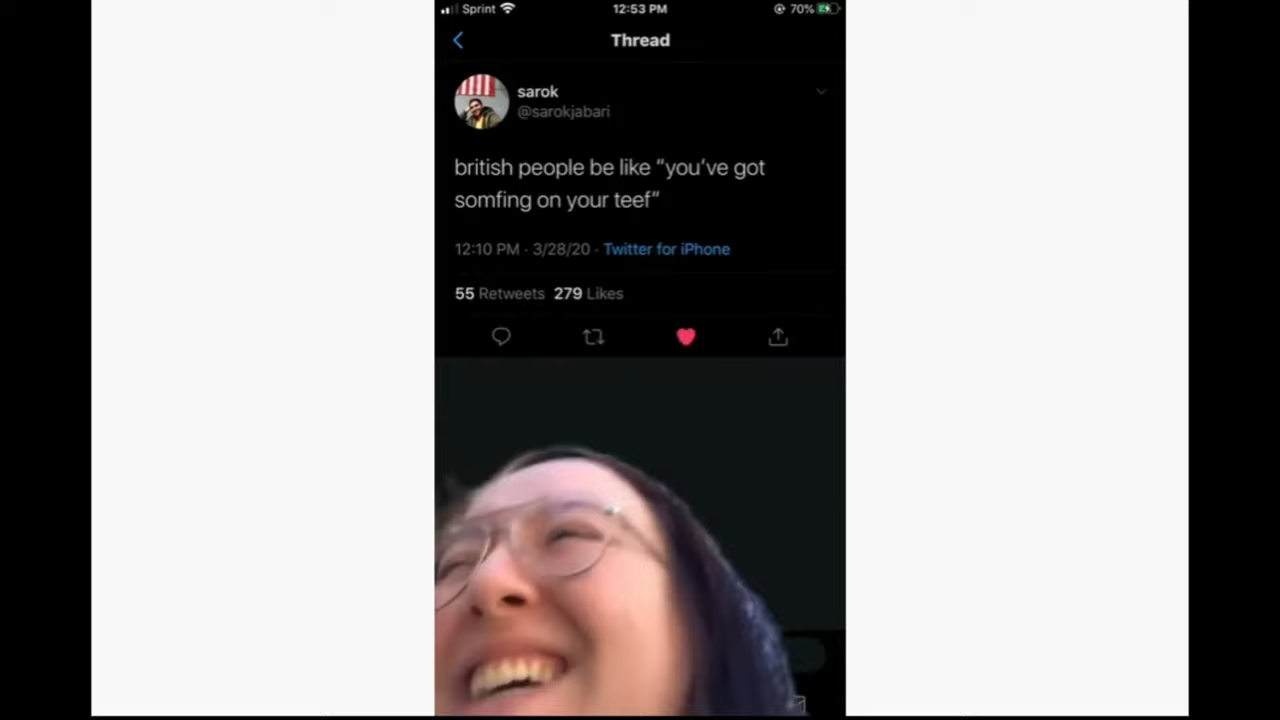 Sprint 12:53 PM 70%
Thread
sarok
@sarokjabari
british people be like “you’ve got
somfing on your teef“
12:10 PM · 3/28/20 · Twitter for iPhone
55 Retweets 279 Likes